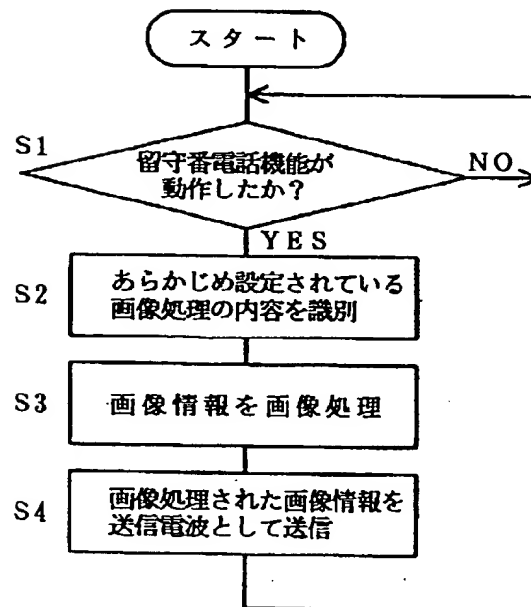 スタート
S1
留守番電話機能が
動作したか?
NO
YES
S2
あらかじめ設定されている
画像処理の内容を識別
S3
画像情報を画像処理
S4
画像処理された画像情報を
送信電波として送信